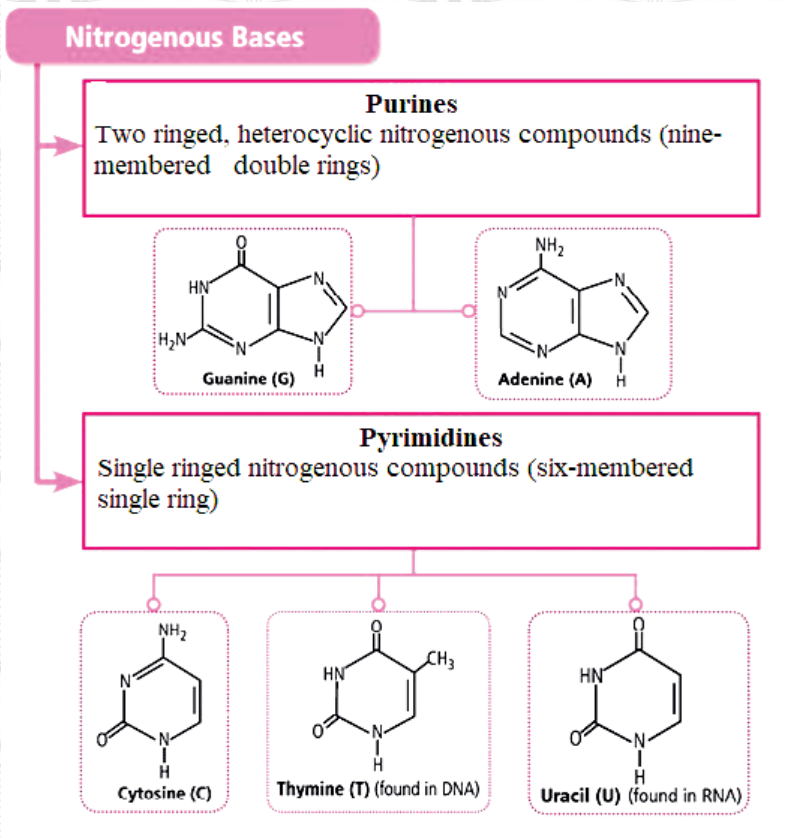 Nitrogenous Bases
Purines
Two ringed, heterocyclic nitrogenous compounds (nine-
membered double rings)
O
HN
N
H₂N
N
N
H
Guanine (G)
NH₂
N
N
N
N
H
Adenine (A)
Pyrimidines
Single ringed nitrogenous compounds (six-membered
single ring)
NH₂
N
O
N
H
Cytosine (C)
O
CH₃
HN
O
N
H
Thymine (T) (found in DNA)
O
HN
O
N
H
Uracil (U) (found in RNA)